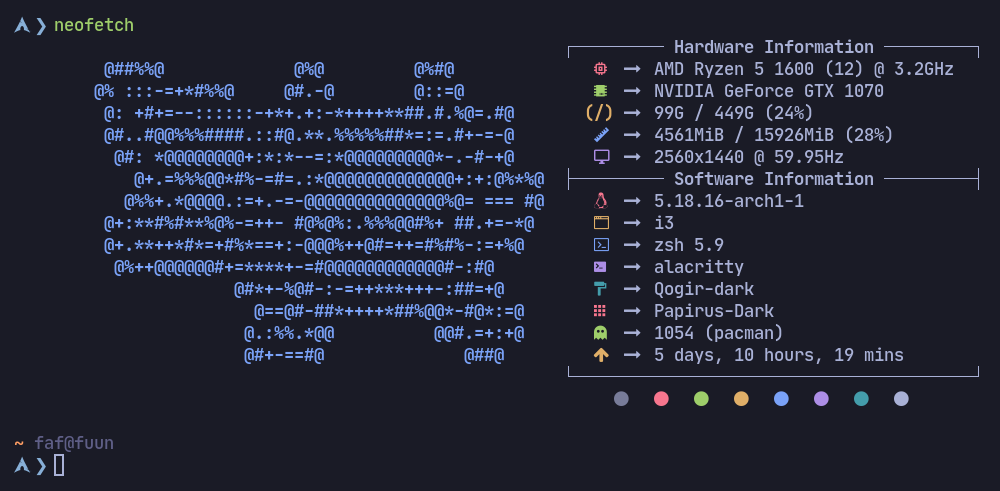 ❯ neofetch
Hardware Information
AMD Ryzen 5 1600 (12) @ 3.2GHz
NVIDIA GeForce GTX 1070
(/) → 99G / 449G (24%)
4561MiB / 15926MiB (28%)
2560x1440 @ 59.95Hz
Software Information
5.18.16-arch1-1
i3
zsh 5.9
alacritty
Qogir-dark
Papirus-Dark
1054 (pacman)
5 days, 10 hours, 19 mins
~ faf@fuun
❯